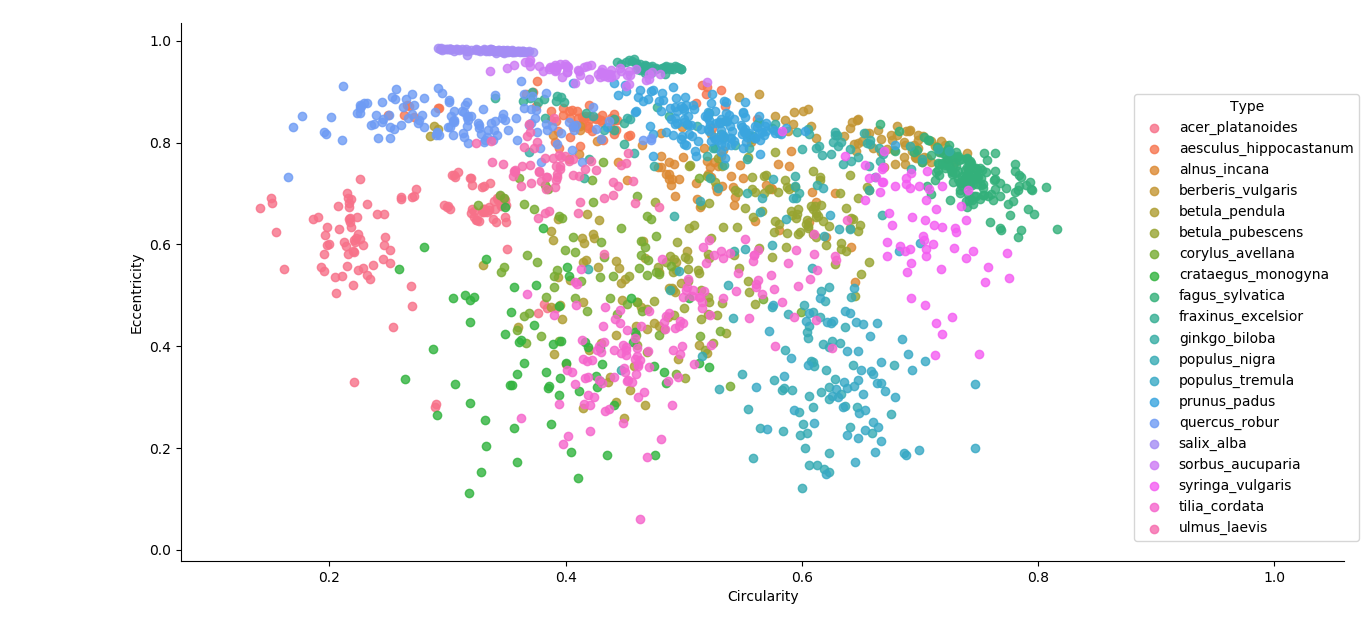 1.0
0.8
0.6
0.4
0.2
0.0
Eccentricity
0.2 0.4 0.6 0.8 1.0
Circularity
Type
acer_platanoides
aesculus_hippocastanum
alnus_incana
berberis_vulgaris
betula_pendula
betula_pubescens
corylus_avellana
crataegus_monogyna
fagus_sylvatica
fraxinus_excelsior
ginkgo_biloba
populus_nigra
populus_tremula
prunus_padus
quercus_robur
salix_alba
sorbus_aucuparia
syringa_vulgaris
tilia_cordata
ulmus_laevis